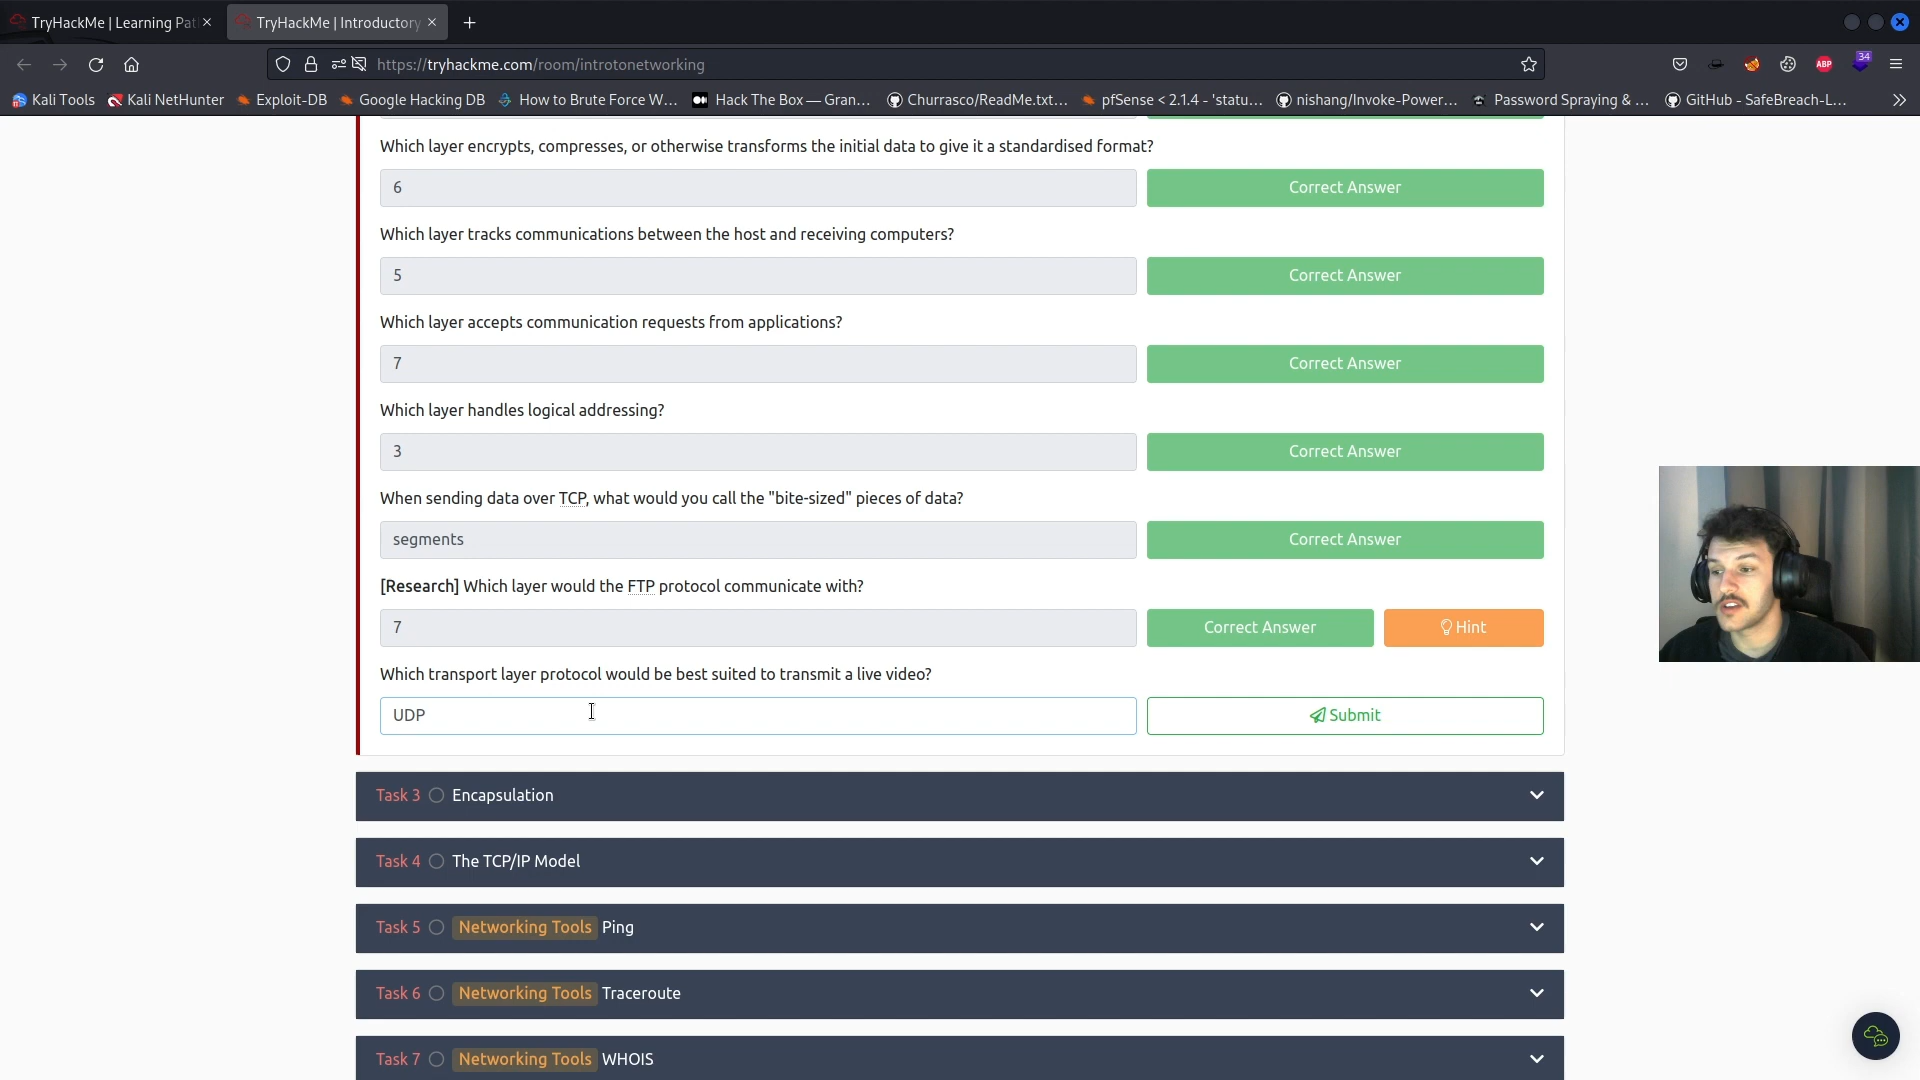 TryHackMe | Learning Pat
TryHackMe | Introductory
https://tryhackme.com/room/introtonetworking
34
ABP
Kali Tools
Kali NetHunter
Exploit-DB
Google Hacking DB
How to Brute Force W...
Hack The Box — Gran...
Churrasco/ReadMe.txt...
pfSense < 2.1.4 - 'statu...
nishang/Invoke-Power...
Password Spraying & ...
GitHub - SafeBreach-L...
Which layer encrypts, compresses, or otherwise transforms the initial data to give it a standardised format?
6
Correct Answer
Which layer tracks communications between the host and receiving computers?
5
Correct Answer
Which layer accepts communication requests from applications?
7
Correct Answer
Which layer handles logical addressing?
3
Correct Answer
When sending data over TCP, what would you call the "bite-sized" pieces of data?
segments
Correct Answer
[Research] Which layer would the FTP protocol communicate with?
7
Correct Answer
Hint
Which transport layer protocol would be best suited to transmit a live video?
UDP
Submit
Task 3 Encapsulation
Task 4 The TCP/IP Model
Task 5 Networking Tools Ping
Task 6 Networking Tools Traceroute
Task 7 Networking Tools WHOIS